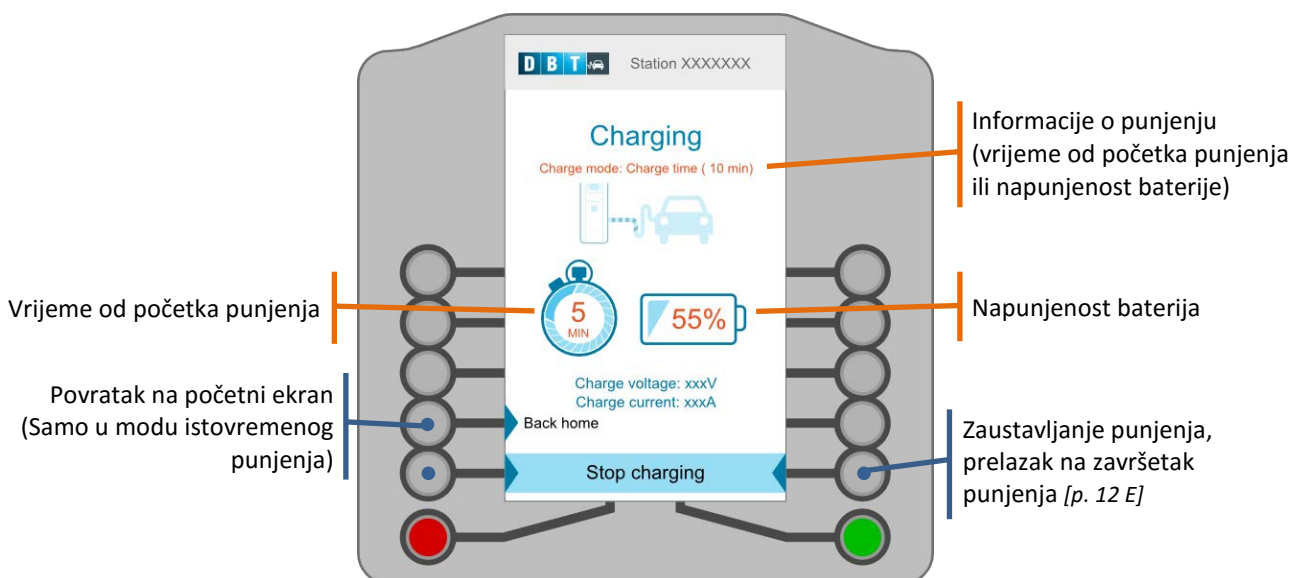 DBT
Station XXXXXXX
Charging
Charge mode: Charge time ( 10 min)
Informacije o punjenju
(vrijeme od početka punjenja
ili napunjenost baterije)
Vrijeme od početka punjenja
5
MIN
55%
Napunjenost baterija
Charge voltage: xxxV
Charge current: xxxA
Povratak na početni ekran
(Samo u modu istovremenog
punjenja)
Back home
Stop charging
Zaustavljanje punjenja,
prelazak na završetak
punjenja [p. 12 E]